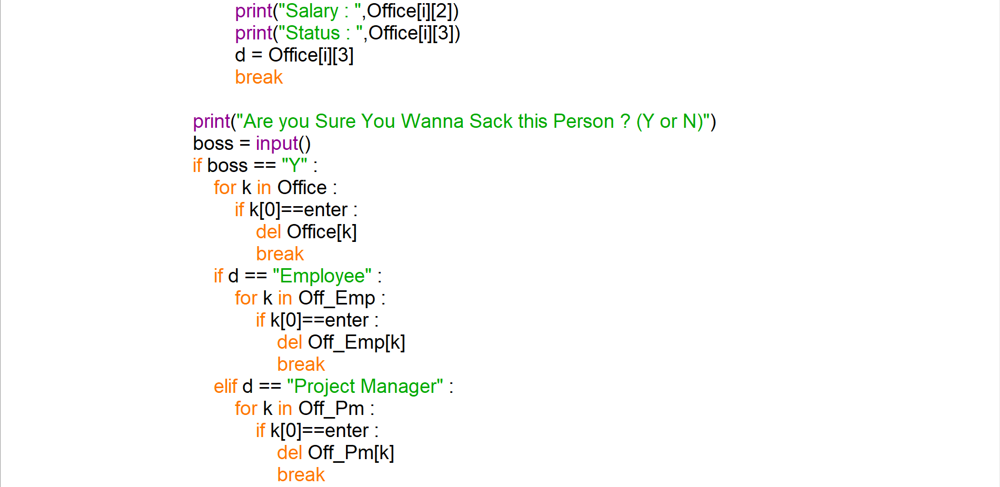 print("Salary : ",Office[i][2])
print("Status : ",Office[i][3])
d = Office[i][3]
break
print("Are you Sure You Wanna Sack this Person ? (Y or N)")
boss = input()
if boss == "Y" :
for k in Office :
if k[0]==enter :
del Office[k]
break
if d == "Employee" :
for k in Off_Emp :
if k[0]==enter :
del Off_Emp[k]
break
elif d == "Project Manager" :
for k in Off_Pm :
if k[0]==enter :
del Off_Pm[k]
break